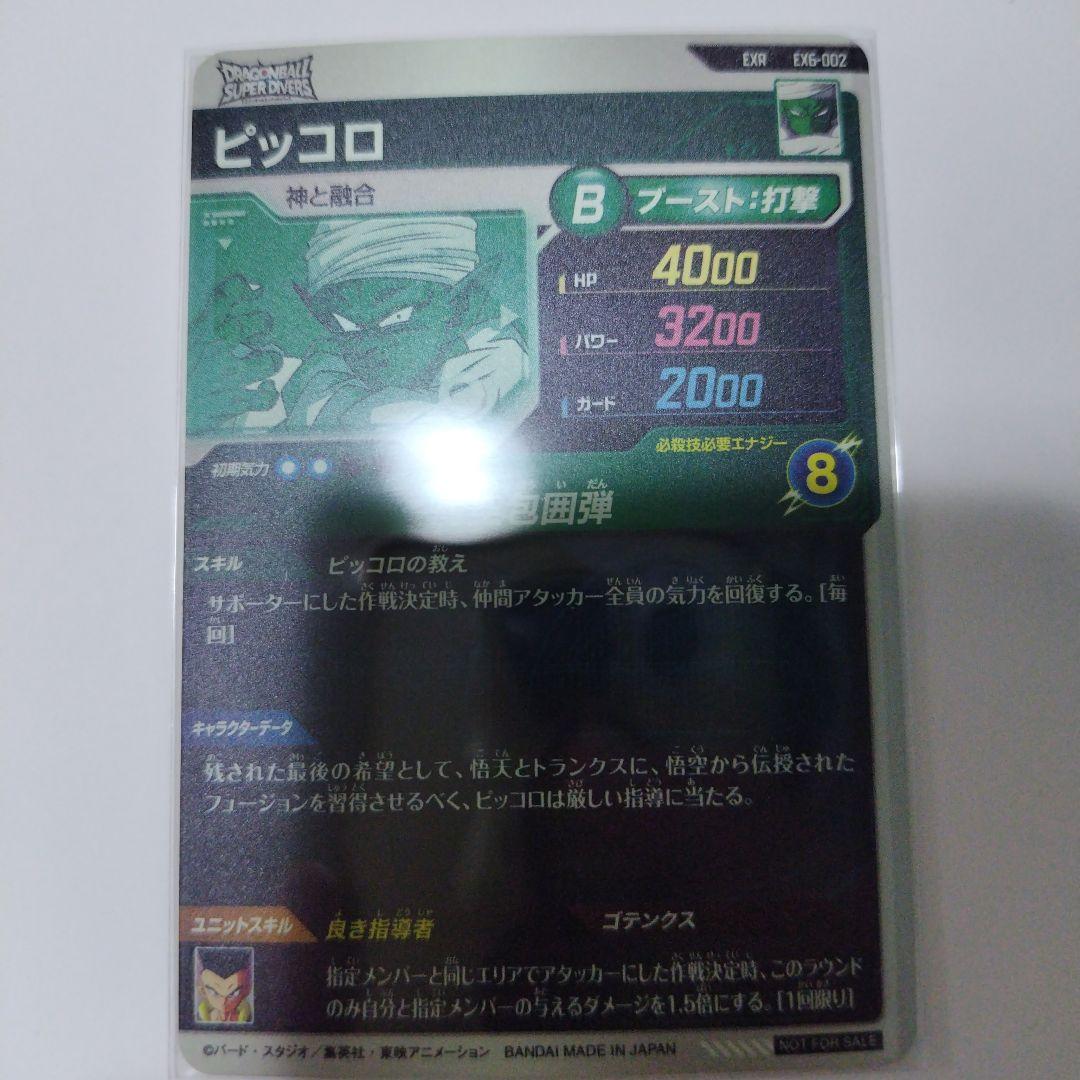 DRAGONBALL
SUPER DIVERS
EXR EX6-002
ピッコロ
神と融合
B ブースト:打撃
HP 4000
パワー 3200
ガード 2000
初期気力
必殺技必要エナジー
8
包囲弾
スキル ピッコロの教え
サポーターにした作戦決定時、仲間アタッカー全員の気力を回復する。[毎
回]
キャラクターデータ
残された最後の希望として、悟天とトランクスに、悟空から伝授された
フュージョンを習得させるべく、ピッコロは厳しい指導に当たる。
ユニットスキル 良き指導者 ゴテンクス
指定メンバーと同じエリアでアタッカーにした作戦決定時、このラウンド
のみ自分と指定メンバーの与えるダメージを1.5倍にする。[1回限り]
©バード・スタジオ/集英社・東映アニメーション BANDAI MADE IN JAPAN
NOT FOR SALE